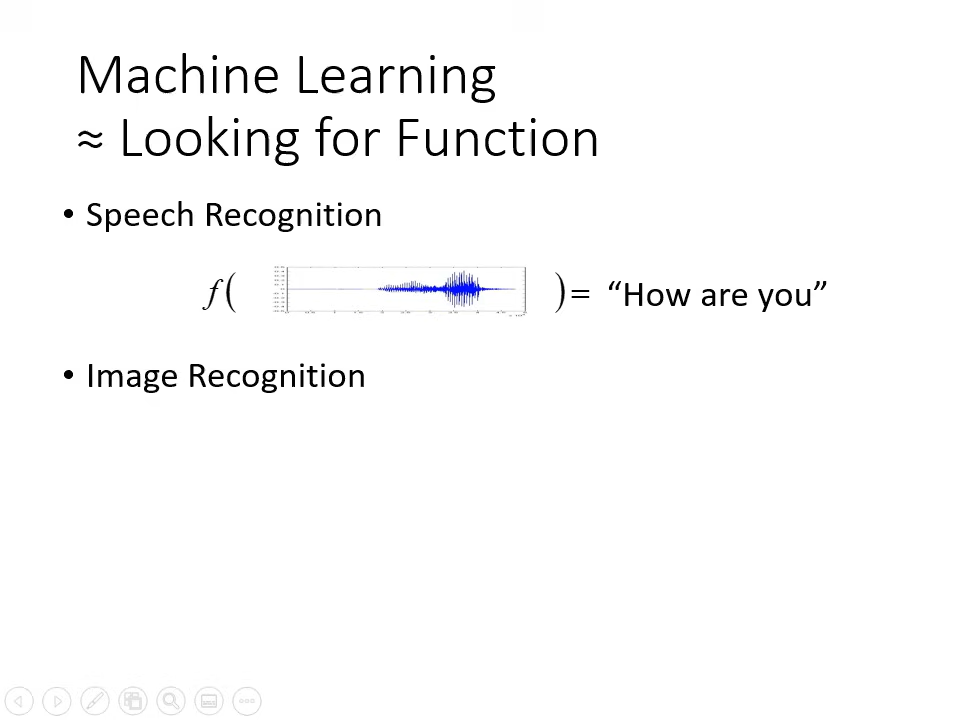 Machine Learning
≈ Looking for Function
• Speech Recognition
f( )= “How are you”
• Image Recognition